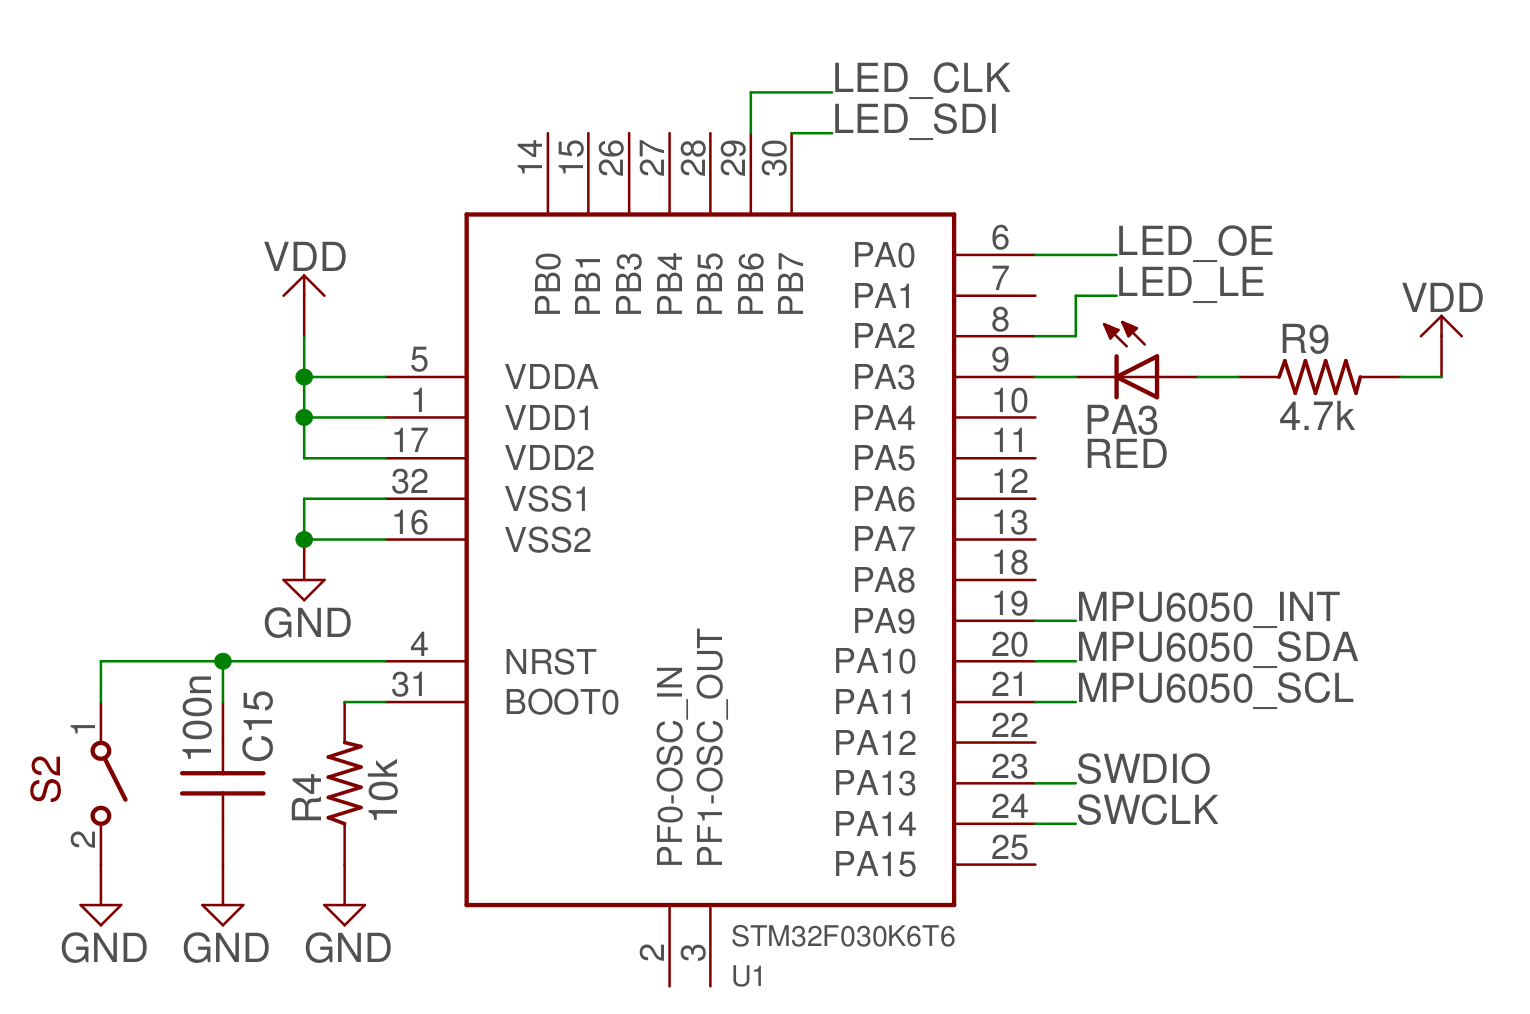 LED_CLK
LED_SDI
14
15
26
27
28
29
30
PB0
PB1
PB3
PB4
PB5
PB6
PB7
VDD
5 VDDA
1 VDD1
17 VDD2
32 VSS1
16 VSS2
GND
4 NRST
31 BOOT0
PA0 6 LED_OE
PA1 7 LED_LE
PA2 8
PA3 9
PA4 10
PA5 11
PA6 12
PA7 13
PA8 18
PA9 19 MPU6050_INT
PA10 20 MPU6050_SDA
PA11 21 MPU6050_SCL
PA12 22
PA13 23 SWDIO
PA14 24 SWCLK
PA15 25
PA3
RED
R9
4.7k
VDD
S2
1
2
100n
C15
R4
10k
GND
GND
GND
PF0-OSC_IN
PF1-OSC_OUT
2
3
STM32F030K6T6
U1